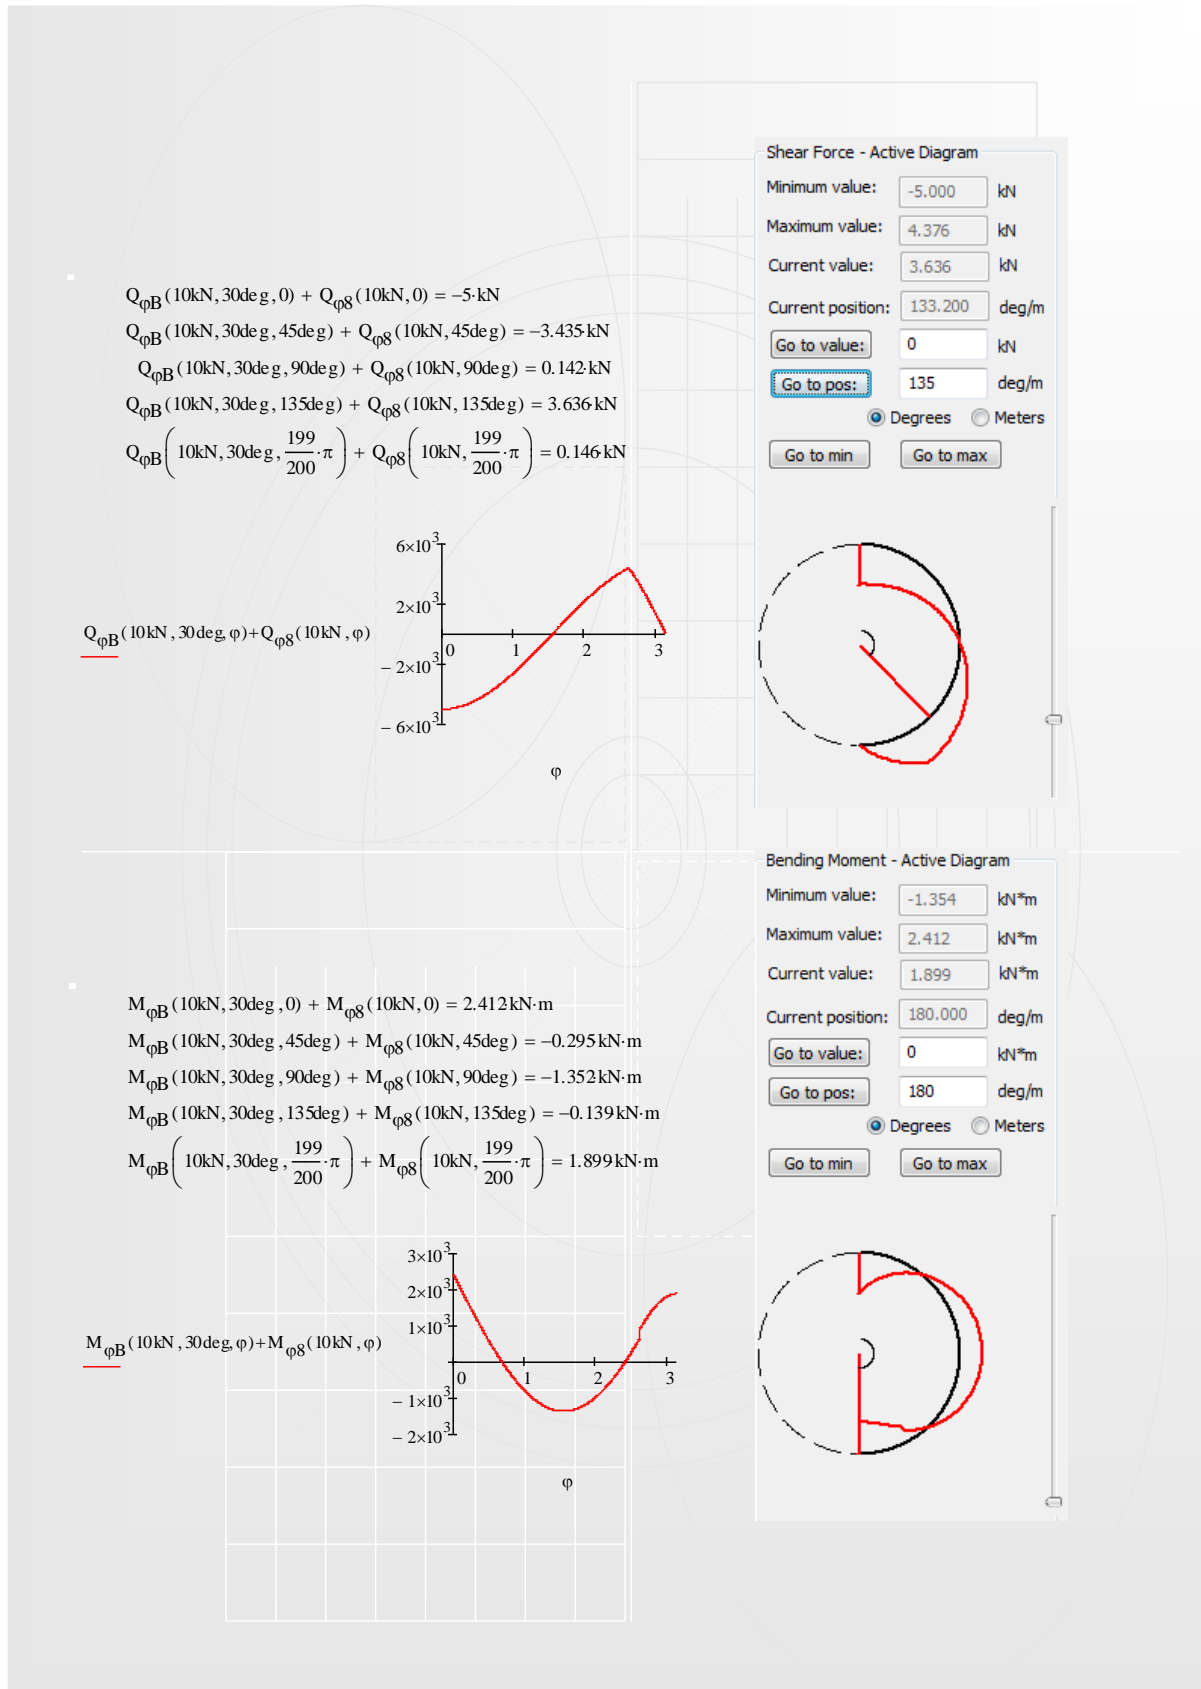 Shear Force - Active Diagram
Minimum value: -5.000 kN
Maximum value: 4.376 kN
Current value: 3.636 kN
Current position: 133.200 deg/m
Go to value: 0 kN
Go to pos: 135 deg/m
Degrees Meters
Go to min Go to max
QφB(10kN,30deg,0) + Qφ8(10kN,0) = −5·kN
QφB(10kN,30deg,45deg) + Qφ8(10kN,45deg) = −3.435·kN
QφB(10kN,30deg,90deg) + Qφ8(10kN,90deg) = 0.142·kN
QφB(10kN,30deg,135deg) + Qφ8(10kN,135deg) = 3.636·kN
QφB(10kN,30deg,199/200·π) + Qφ8(10kN,199/200·π) = 0.146·kN
6×10^3
2×10^3
− 2×10^3
− 6×10^3
0 1 2 3
QφB(10kN,30deg,φ)+Qφ8(10kN,φ)
φ
Bending Moment - Active Diagram
Minimum value: -1.354 kN*m
Maximum value: 2.412 kN*m
Current value: 1.899 kN*m
Current position: 180.000 deg/m
Go to value: 0 kN*m
Go to pos: 180 deg/m
Degrees Meters
Go to min Go to max
MφB(10kN,30deg,0) + Mφ8(10kN,0) = 2.412kN·m
MφB(10kN,30deg,45deg) + Mφ8(10kN,45deg) = −0.295kN·m
MφB(10kN,30deg,90deg) + Mφ8(10kN,90deg) = −1.352kN·m
MφB(10kN,30deg,135deg) + Mφ8(10kN,135deg) = −0.139kN·m
MφB(10kN,30deg,199/200·π) + Mφ8(10kN,199/200·π) = 1.899kN·m
3×10^3
2×10^3
1×10^3
− 1×10^3
− 2×10^3
0 1 2 3
MφB(10kN,30deg,φ)+Mφ8(10kN,φ)
φ